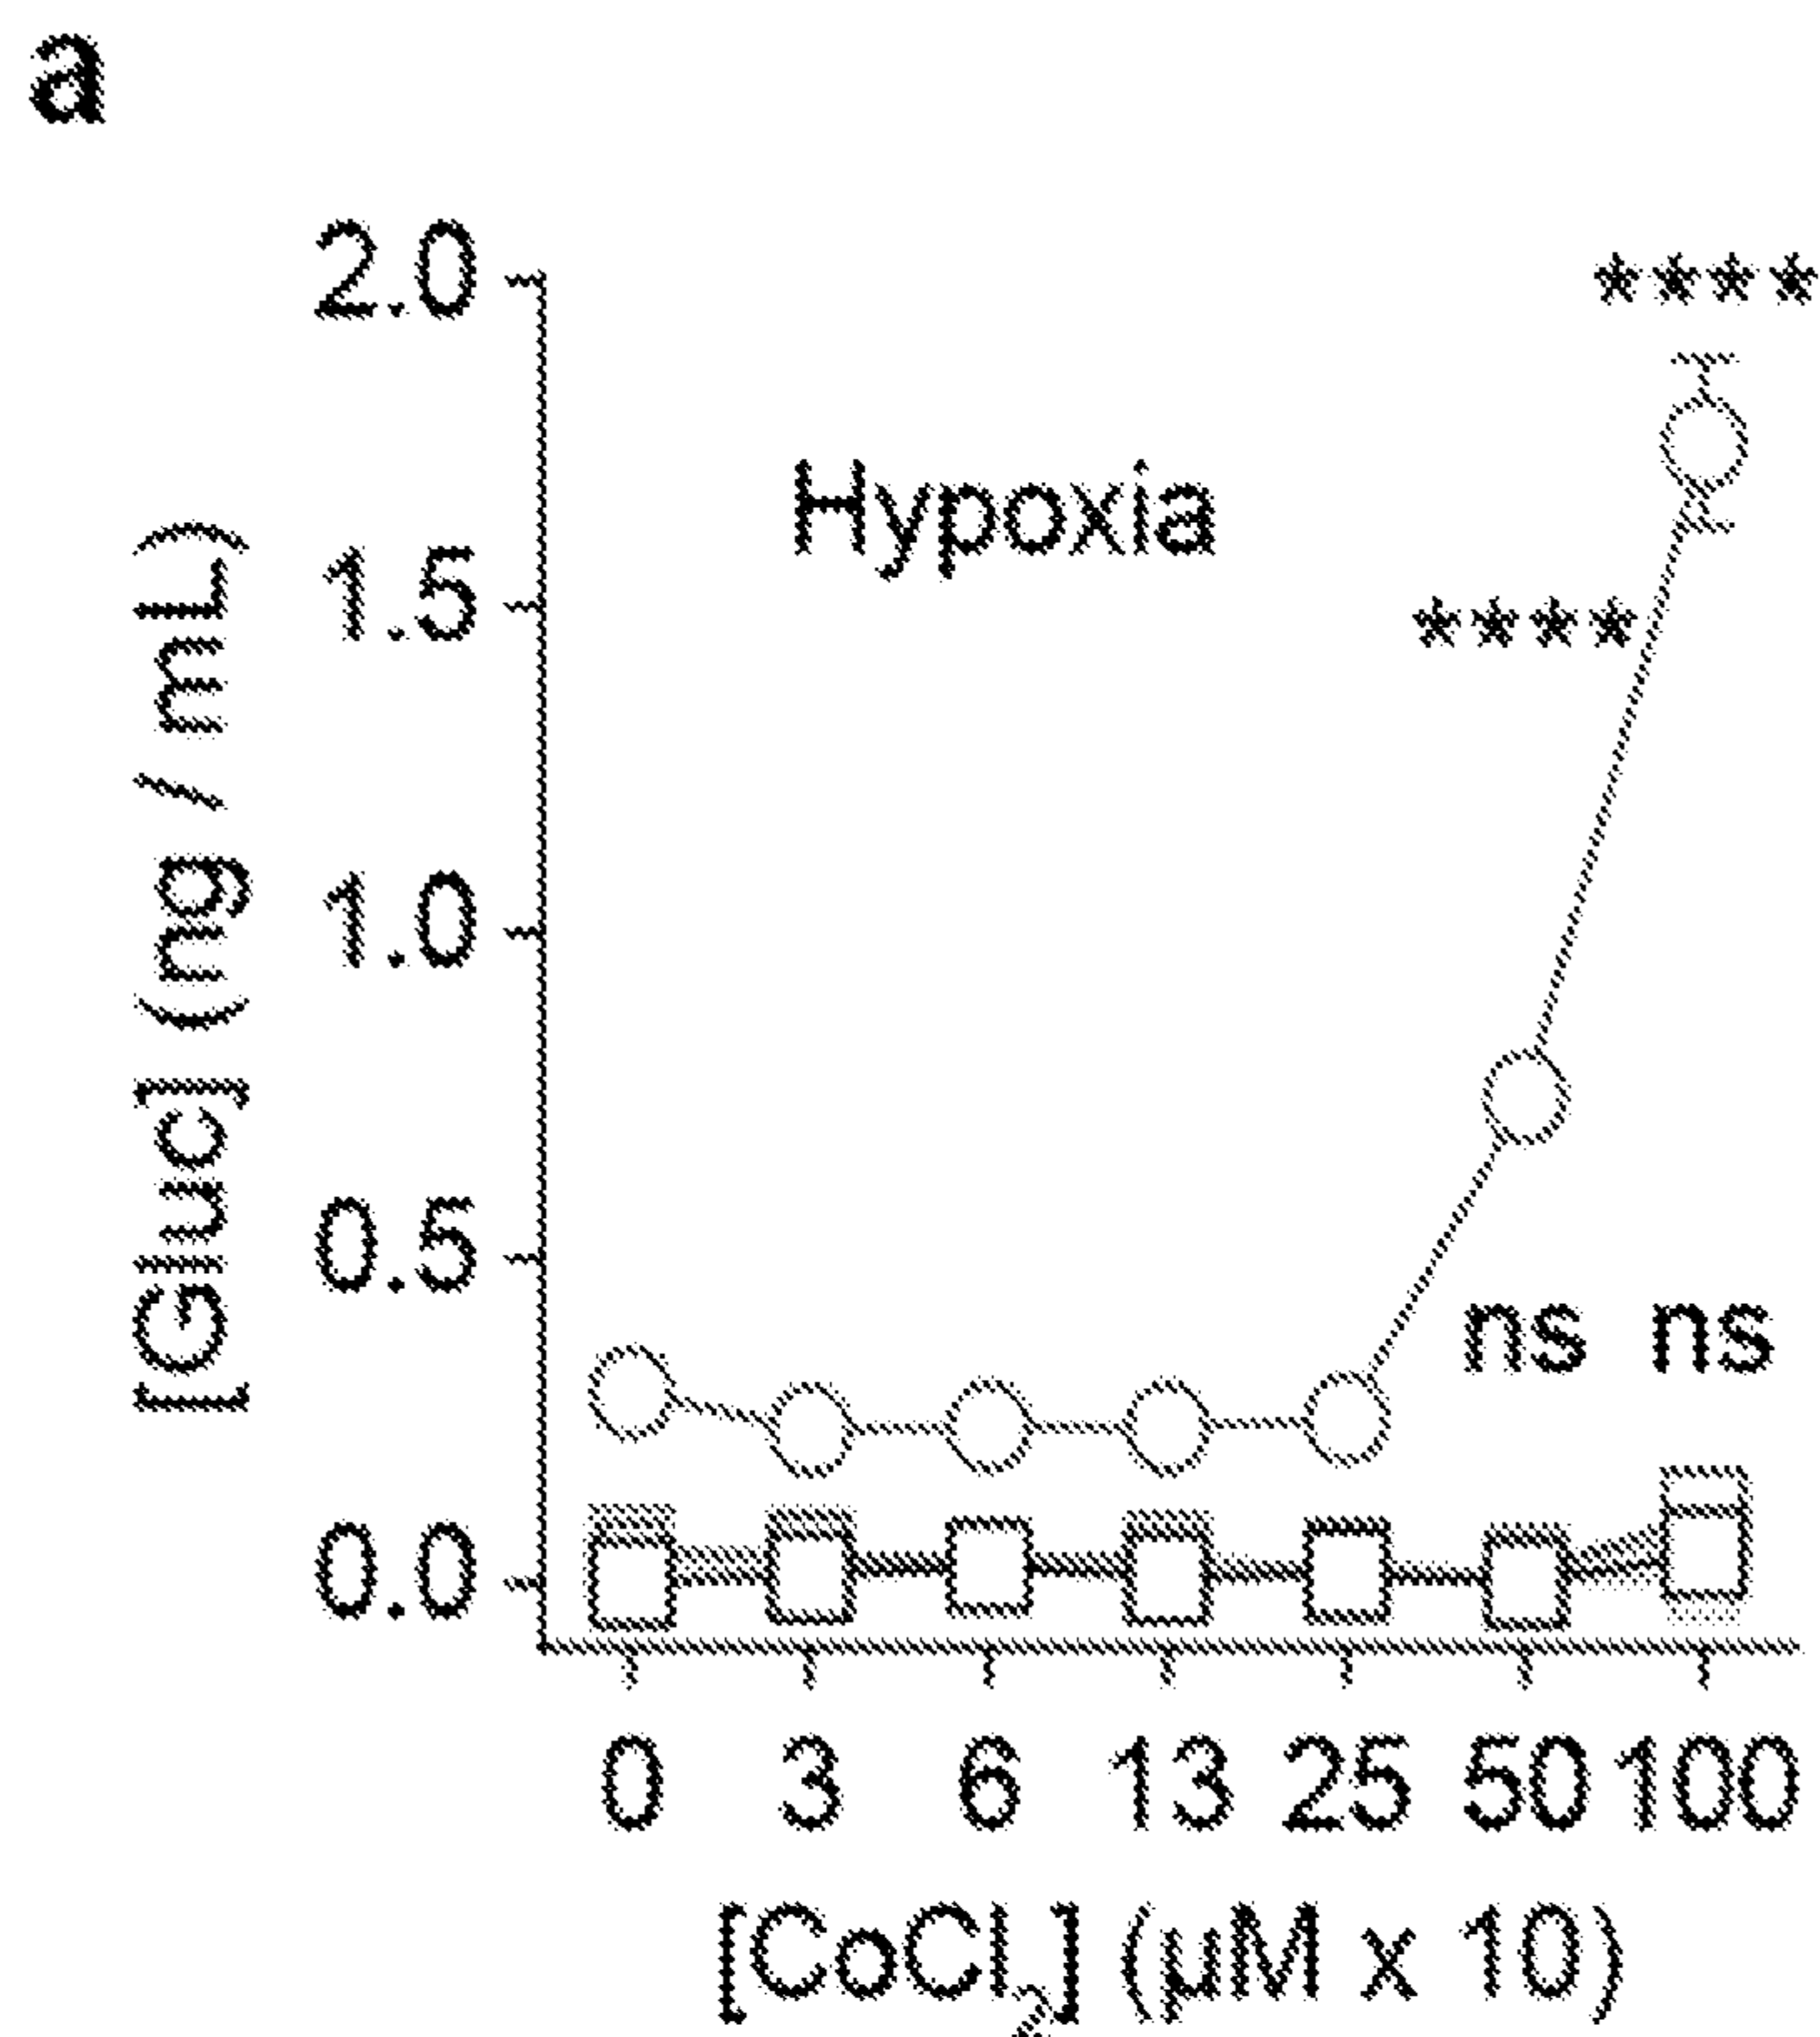 a
2.0
****
Hypoxia
1.5
****
[Gluc] (ng / mL)
1.0
0.5
ns ns
0.0
0 3 6 13 25 50 100
[CoCl₂] (µM x 10)